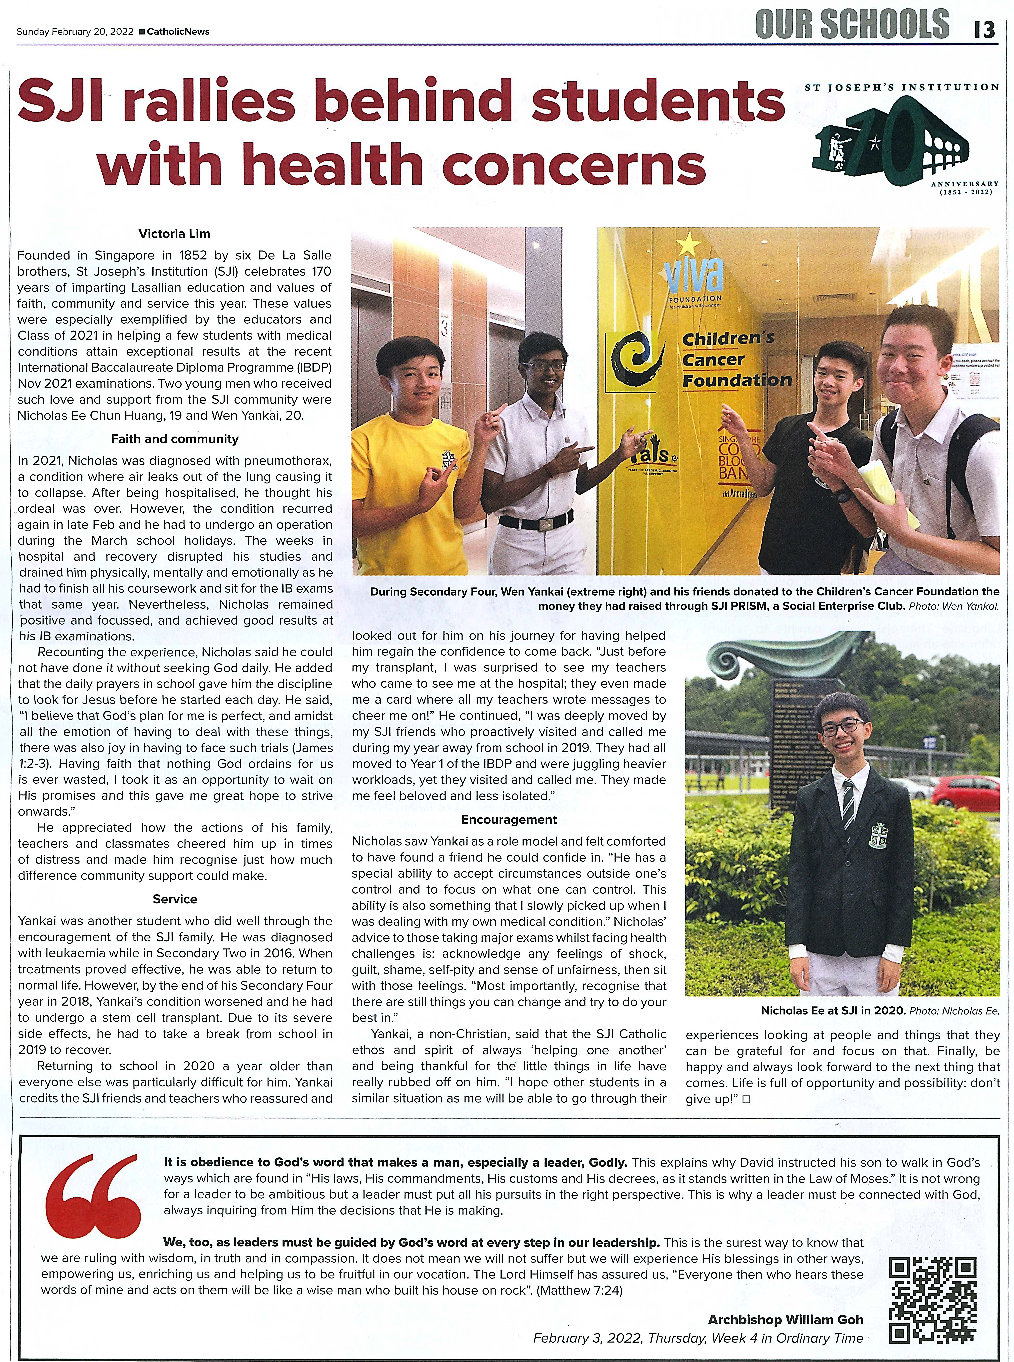 Sunday February 20, 2022 ■ CatholicNews
OUR SCHOOLS 13
SJI rallies behind students
with health concerns
ST JOSEPH'S INSTITUTION
170
ANNIVERSARY
(1852 - 2022)
Victoria Lim
Founded in Singapore in 1852 by six De La Salle
brothers, St Joseph's Institution (SJI) celebrates 170
years of imparting Lasallian education and values of
faith, community and service this year. These values
were especially exemplified by the educators and
Class of 2021 in helping a few students with medical
conditions attain exceptional results at the recent
International Baccalaureate Diploma Programme (IBDP)
Nov 2021 examinations. Two young men who received
such love and support from the SJI community were
Nicholas Ee Chun Huang, 19 and Wen Yankai, 20.
Faith and community
In 2021, Nicholas was diagnosed with pneumothorax,
a condition where air leaks out of the lung causing it
to collapse. After being hospitalised, he thought his
ordeal was over. However, the condition recurred
again in late Feb and he had to undergo an operation
during the March school holidays. The weeks in
hospital and recovery disrupted his studies and
drained him physically, mentally and emotionally as he
had to finish all his coursework and sit for the IB exams
that same year. Nevertheless, Nicholas remained
positive and focussed, and achieved good results at
his IB examinations.
Recounting the experience, Nicholas said he could
not have done it without seeking God daily. He added
that the daily prayers in school gave him the discipline
to look for Jesus before he started each day. He said,
"I believe that God's plan for me is perfect, and amidst
all the emotion of having to deal with these things,
there was also joy in having to face such trials (James
1:2-3). Having faith that nothing God ordains for us
is ever wasted, I took it as an opportunity to wait on
His promises and this gave me great hope to strive
onwards."
He appreciated how the actions of his family,
teachers and classmates cheered him up in times
of distress and made him recognise just how much
difference community support could make.
Service
Yankai was another student who did well through the
encouragement of the SJI family. He was diagnosed
with leukaemia while in Secondary Two in 2016. When
treatments proved effective, he was able to return to
normal life. However, by the end of his Secondary Four
year in 2018, Yankai's condition worsened and he had
to undergo a stem cell transplant. Due to its severe
side effects, he had to take a break from school in
2019 to recover.
Returning to school in 2020 a year older than
everyone else was particularly difficult for him. Yankai
credits the SJI friends and teachers who reassured and
viva
FOUNDATION
Children's
Cancer
Foundation
During Secondary Four, Wen Yankai (extreme right) and his friends donated to the Children's Cancer Foundation the
money they had raised through SJI PRISM, a Social Enterprise Club. Photo: Wen Yankai.
looked out for him on his journey for having helped
him regain the confidence to come back. "Just before
my transplant, I was surprised to see my teachers
who came to see me at the hospital; they even made
me a card where all my teachers wrote messages to
cheer me on!" He continued, "I was deeply moved by
my SJI friends who proactively visited and called me
during my year away from school in 2019. They had all
moved to Year 1 of the IBDP and were juggling heavier
workloads, yet they visited and called me. They made
me feel beloved and less isolated."
Encouragement
Nicholas saw Yankai as a role model and felt comforted
to have found a friend he could confide in. "He has a
special ability to accept circumstances outside one's
control and to focus on what one can control. This
ability is also something that I slowly picked up when I
was dealing with my own medical condition." Nicholas'
advice to those taking major exams whilst facing health
challenges is: acknowledge any feelings of shock,
guilt, shame, self-pity and sense of unfairness, then sit
with those feelings. "Most importantly, recognise that
there are still things you can change and try to do your
best in."
Yankai, a non-Christian, said that the SJI Catholic
ethos and spirit of always 'helping one another'
and being thankful for the little things in life have
really rubbed off on him. "I hope other students in a
similar situation as me will be able to go through their
Nicholas Ee at SJI in 2020. Photo: Nicholas Ee.
experiences looking at people and things that they
can be grateful for and focus on that. Finally, be
happy and always look forward to the next thing that
comes. Life is full of opportunity and possibility: don't
give up!" □
It is obedience to God's word that makes a man, especially a leader, Godly. This explains why David instructed his son to walk in God's
ways which are found in "His laws, His commandments, His customs and His decrees, as it stands written in the Law of Moses." It is not wrong
for a leader to be ambitious but a leader must put all his pursuits in the right perspective. This is why a leader must be connected with God,
always inquiring from Him the decisions that He is making.
We, too, as leaders must be guided by God's word at every step in our leadership. This is the surest way to know that
we are ruling with wisdom, in truth and in compassion. It does not mean we will not suffer but we will experience His blessings in other ways,
empowering us, enriching us and helping us to be fruitful in our vocation. The Lord Himself has assured us, "Everyone then who hears these
words of mine and acts on them will be like a wise man who built his house on rock". (Matthew 7:24)
Archbishop William Goh
February 3, 2022, Thursday, Week 4 in Ordinary Time